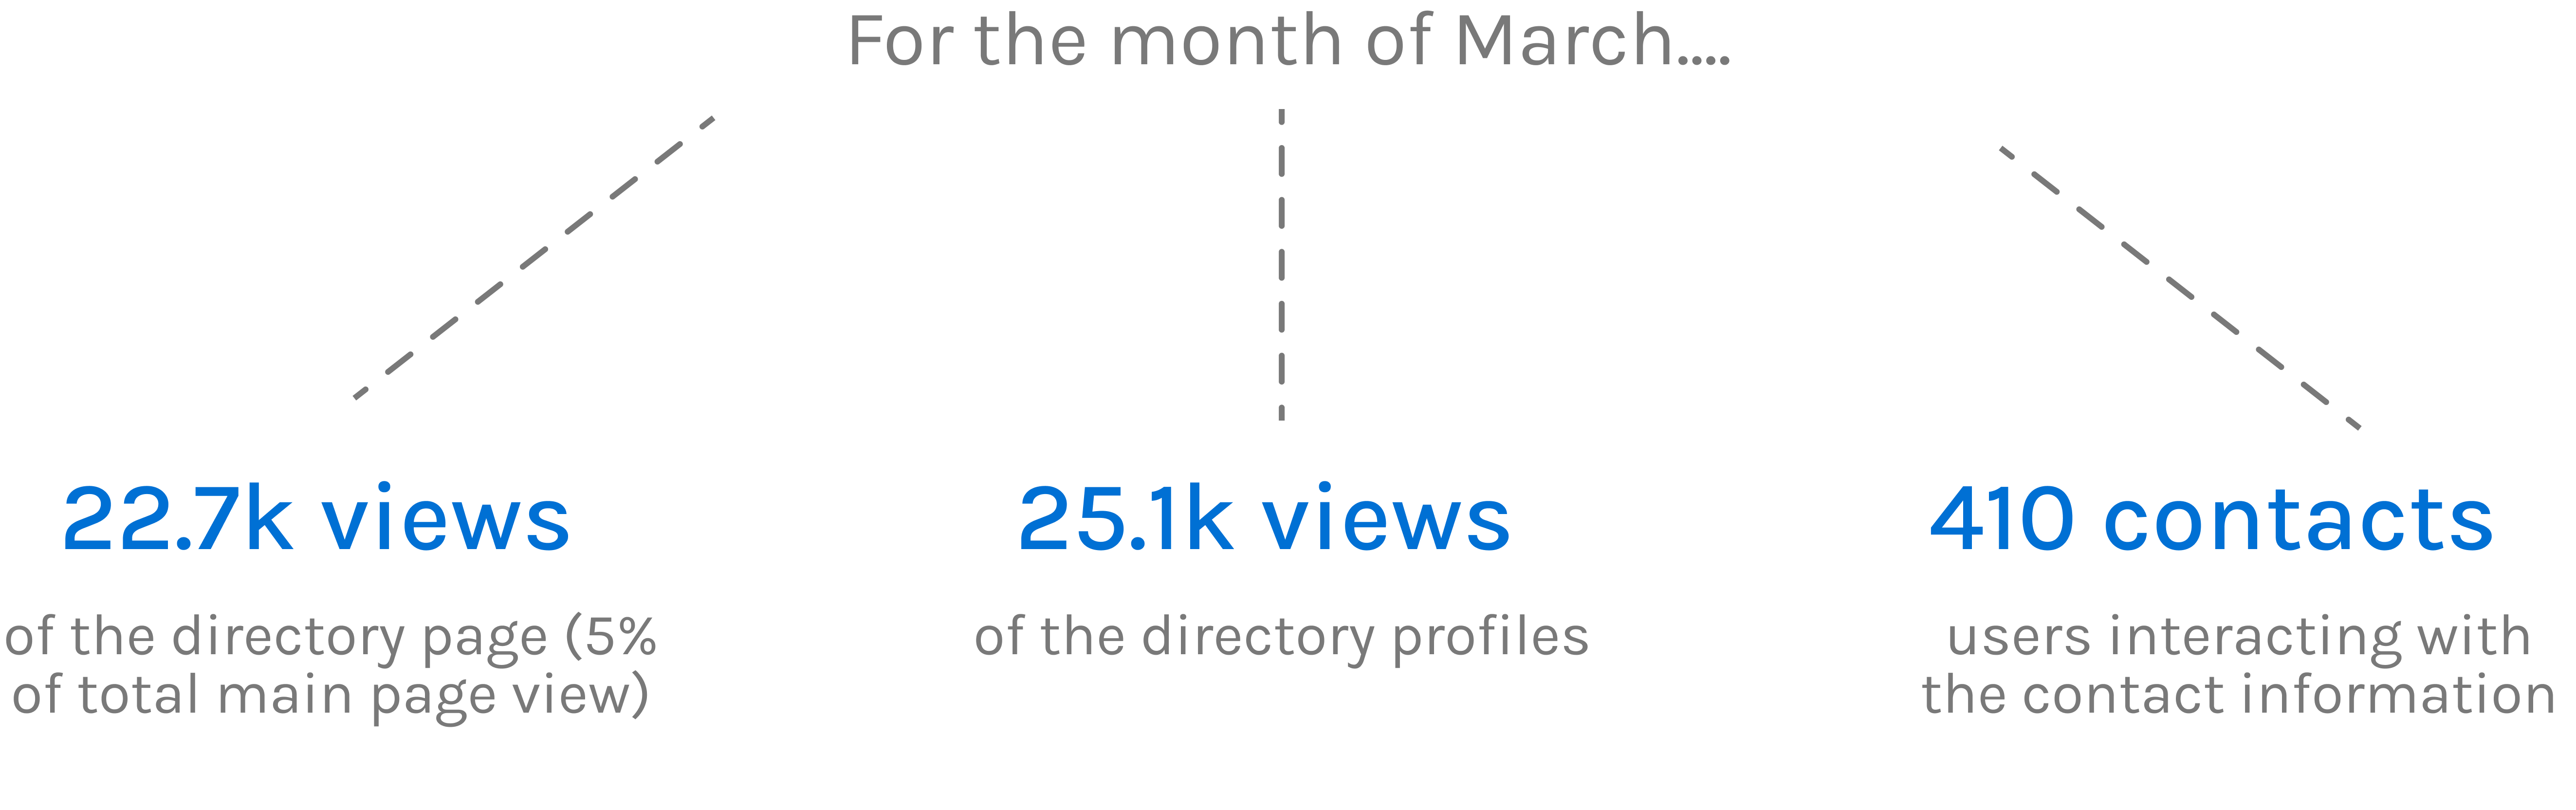 For the month of March....
22.7k views
of the directory page (5%
of total main page view)
25.1k views
of the directory profiles
410 contacts
users interacting with
the contact information